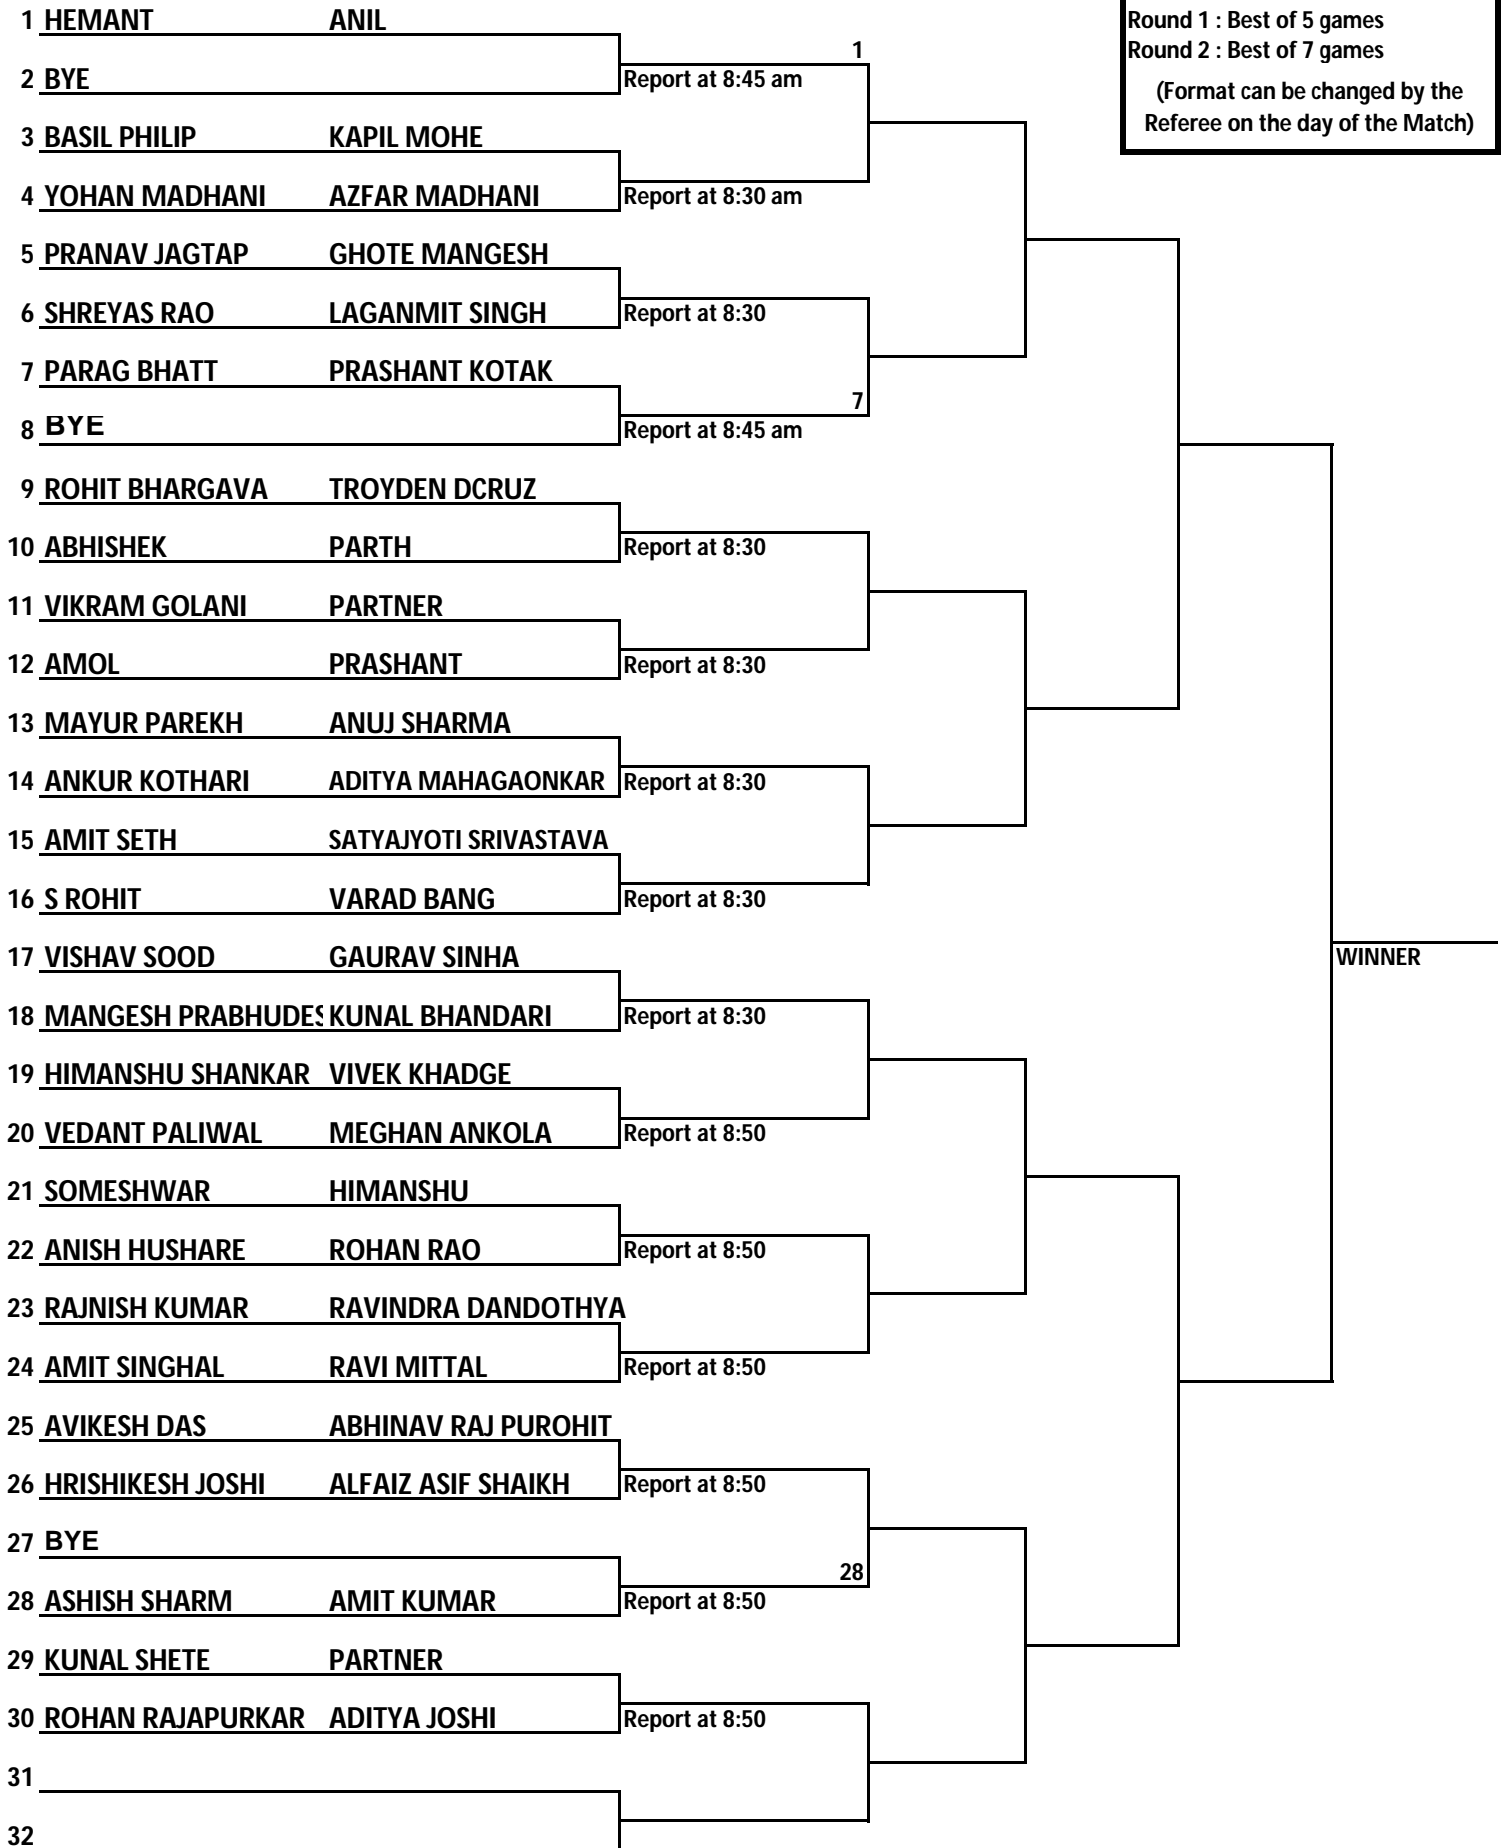 Round 1 : Best of 5 games
Round 2 : Best of 7 games
(Format can be changed by the
Referee on the day of the Match)
1 HEMANT ANIL
1
2 BYE Report at 8:45 am
3 BASIL PHILIP KAPIL MOHE
4 YOHAN MADHANI AZFAR MADHANI Report at 8:30 am
5 PRANAV JAGTAP GHOTE MANGESH
6 SHREYAS RAO LAGANMIT SINGH Report at 8:30
7 PARAG BHATT PRASHANT KOTAK
7
8 BYE Report at 8:45 am
9 ROHIT BHARGAVA TROYDEN DCRUZ
10 ABHISHEK PARTH Report at 8:30
11 VIKRAM GOLANI PARTNER
12 AMOL PRASHANT Report at 8:30
13 MAYUR PAREKH ANUJ SHARMA
14 ANKUR KOTHARI ADITYA MAHAGAONKAR Report at 8:30
15 AMIT SETH SATYAJYOTI SRIVASTAVA
16 S ROHIT VARAD BANG Report at 8:30
17 VISHAV SOOD GAURAV SINHA WINNER
18 MANGESH PRABHUDES KUNAL BHANDARI Report at 8:30
19 HIMANSHU SHANKAR VIVEK KHADGE
20 VEDANT PALIWAL MEGHAN ANKOLA Report at 8:50
21 SOMESHWAR HIMANSHU
22 ANISH HUSHARE ROHAN RAO Report at 8:50
23 RAJNISH KUMAR RAVINDRA DANDOTHYA
24 AMIT SINGHAL RAVI MITTAL Report at 8:50
25 AVIKESH DAS ABHINAV RAJ PUROHIT
26 HRISHIKESH JOSHI ALFAIZ ASIF SHAIKH Report at 8:50
27 BYE
28
28 ASHISH SHARM AMIT KUMAR Report at 8:50
29 KUNAL SHETE PARTNER
30 ROHAN RAJAPURKAR ADITYA JOSHI Report at 8:50
31
32